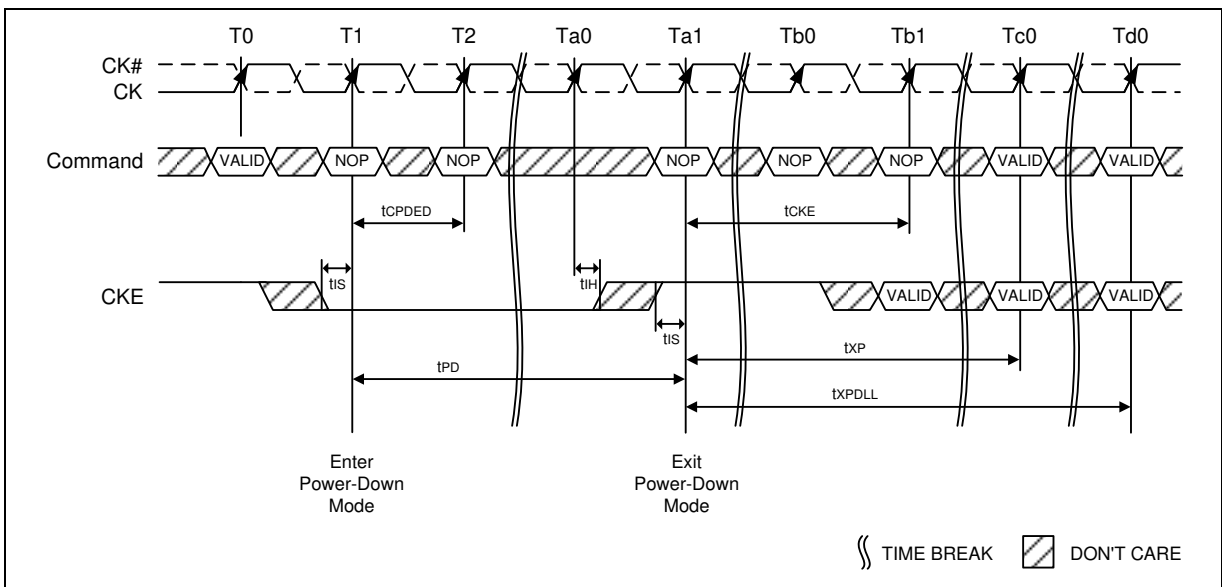 T0 T1 T2 Ta0 Ta1 Tb0 Tb1 Tc0 Td0
CK#
CK
Command VALID NOP NOP NOP NOP NOP VALID VALID
tCPDED tCKE
tIS tIH
CKE VALID VALID VALID
tIS
tXP
tPD
tXPDLL
Enter
Power-Down
Mode
Exit
Power-Down
Mode
TIME BREAK DON'T CARE